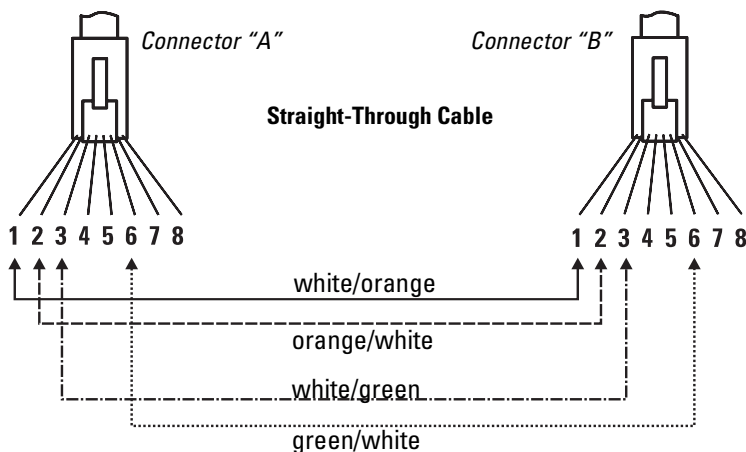 Connector “A”
Connector “B”
Straight-Through Cable
1 2 3 4 5 6 7 8
1 2 3 4 5 6 7 8
white/orange
orange/white
white/green
green/white